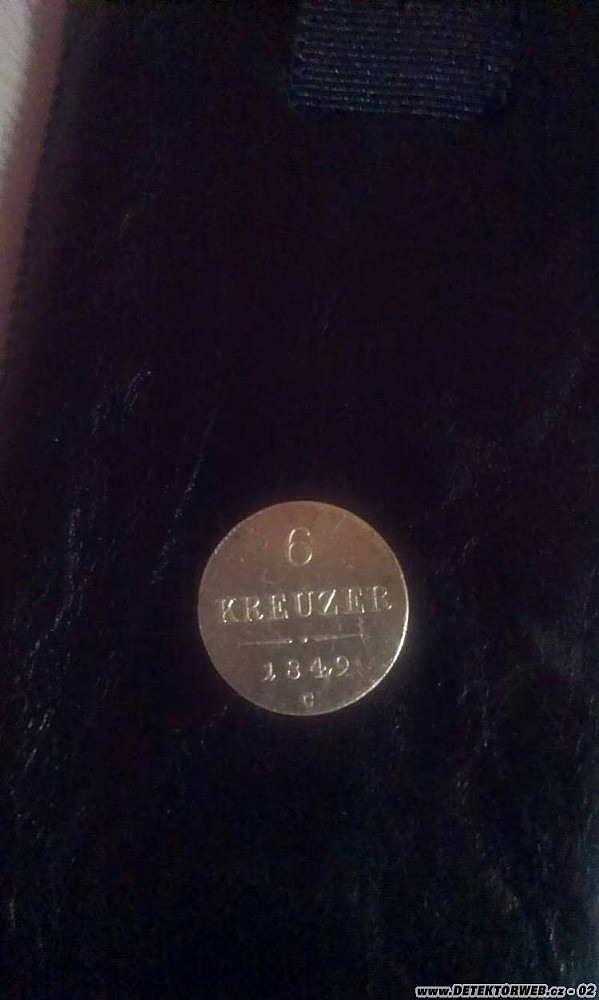 6
KREUZER
1849
C
www.DETEKTORWEB.cz - 02